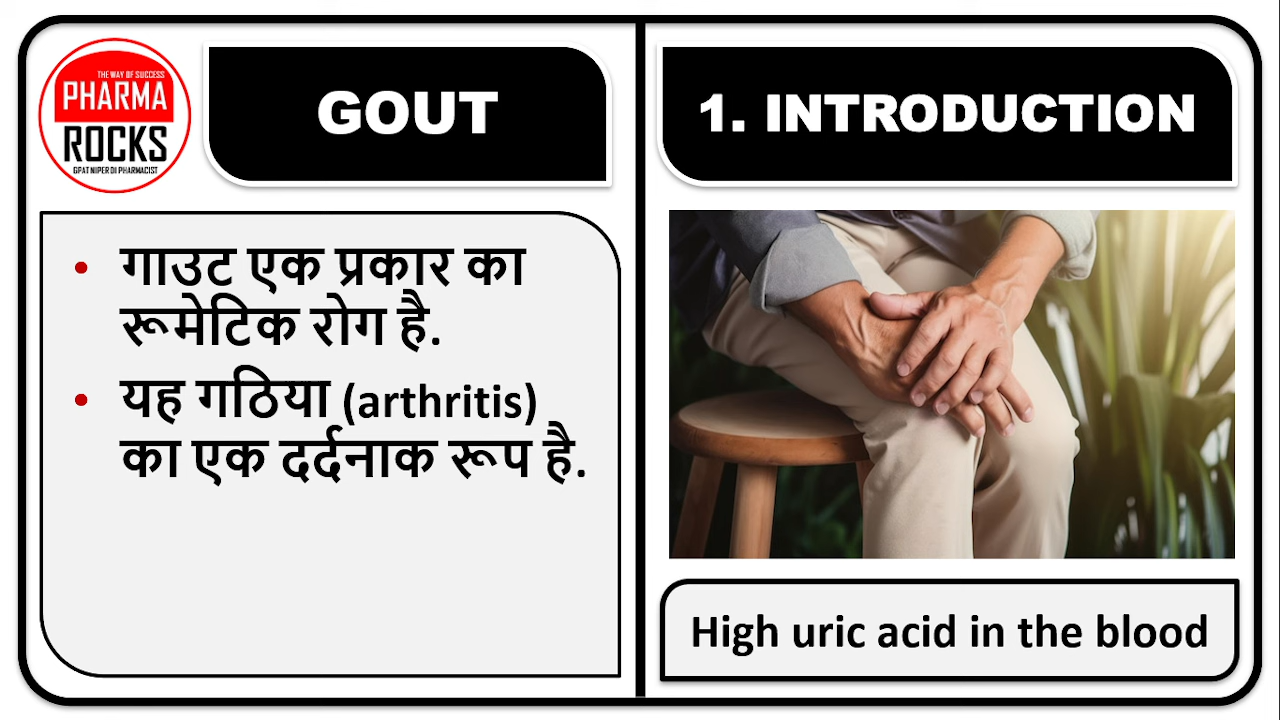 THE WAY OF SUCCESS
PHARMA
ROCKS
GPAT NIPER DI PHARMACIST
GOUT
• गाउट एक प्रकार का
रूमेटिक रोग है.
• यह गठिया (arthritis)
का एक दर्दनाक रूप है.
1. INTRODUCTION
High uric acid in the blood